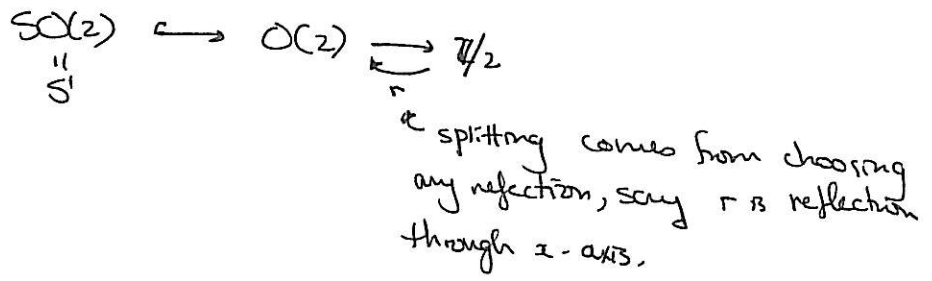 SO(2) ↪ O(2) ⇄ ℤ/2
"
S¹
r
splitting comes from choosing
any reflection, say r is reflection
through x-axis.